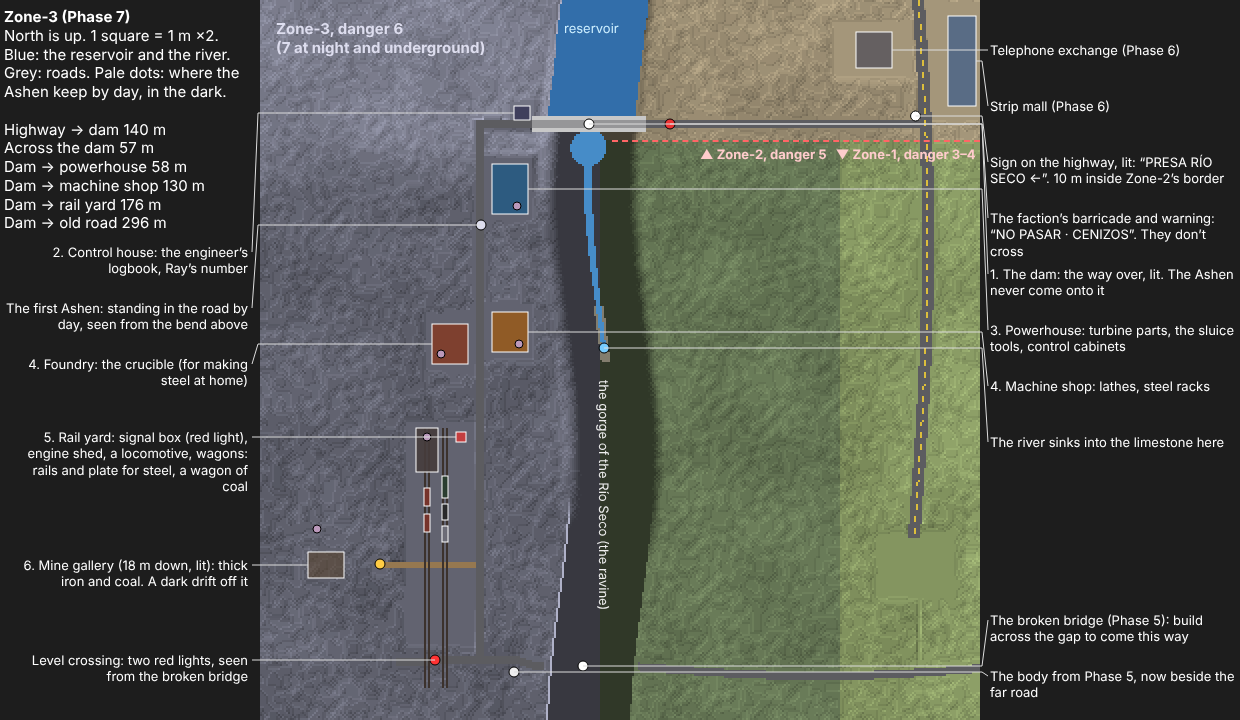 Zone-3 (Phase 7)
North is up. 1 square = 1 m ×2.
Blue: the reservoir and the river.
Grey: roads. Pale dots: where the
Ashen keep by day, in the dark.
Highway → dam 140 m
Across the dam 57 m
Dam → powerhouse 58 m
Dam → machine shop 130 m
Dam → rail yard 176 m
Dam → old road 296 m
2. Control house: the engineer’s
logbook, Ray’s number
The first Ashen: standing in the road by
day, seen from the bend above
4. Foundry: the crucible (for making
steel at home)
5. Rail yard: signal box (red light),
engine shed, a locomotive, wagons:
rails and plate for steel, a wagon of
coal
6. Mine gallery (18 m down, lit): thick
iron and coal. A dark drift off it
Level crossing: two red lights, seen
from the broken bridge
Zone-3, danger 6
(7 at night and underground)
reservoir
▲ Zone-2, danger 5 ▼ Zone-1, danger 3–4
the gorge of the Río Seco (the ravine)
Telephone exchange (Phase 6)
Strip mall (Phase 6)
Sign on the highway, lit: “PRESA RÍO
SECO ←”. 10 m inside Zone-2’s border
The faction’s barricade and warning:
“NO PASAR · CENIZOS”. They don’t
cross
1. The dam: the way over, lit. The Ashen
never come onto it
3. Powerhouse: turbine parts, the sluice
tools, control cabinets
4. Machine shop: lathes, steel racks
The river sinks into the limestone here
The broken bridge (Phase 5): build
across the gap to come this way
The body from Phase 5, now beside the
far road